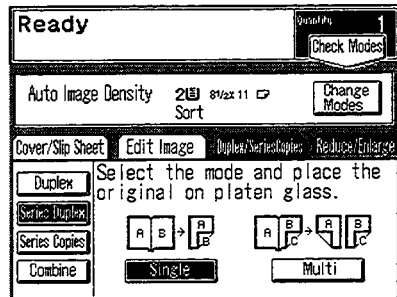 Ready
Quantity 1
Check Modes
Auto Image Density 2 8½x11
Sort
Change Modes
Cover/Slip Sheet Edit Image Duplex/SeriesCopies Reduce/Enlarge
Select the mode and place the
original on platen glass.
Duplex
Series Duplex
Series Copies
Combine
A B A B
A B C A B C
Single Multi